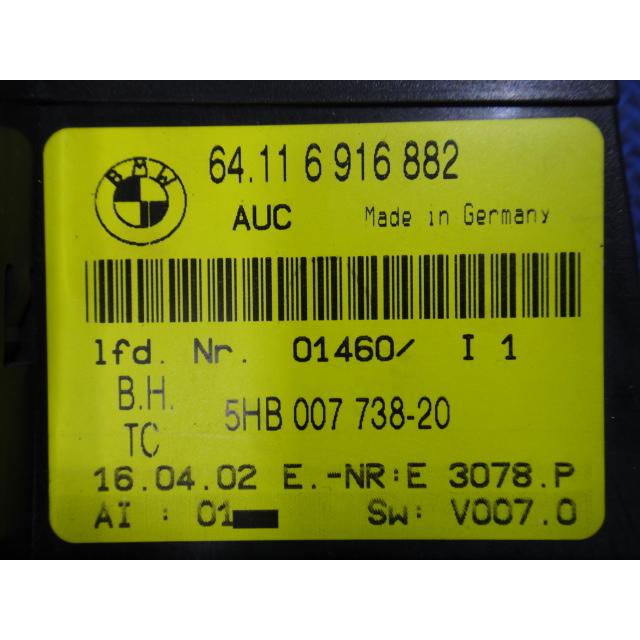 BMW
64.11 6 916 882
AUC Made in Germany
lfd. Nr. 01460/ I 1
B.H.
TC
5HB 007 738-20
16.04.02 E.-NR:E 3078.P
AI : 01 Sw: V007.0